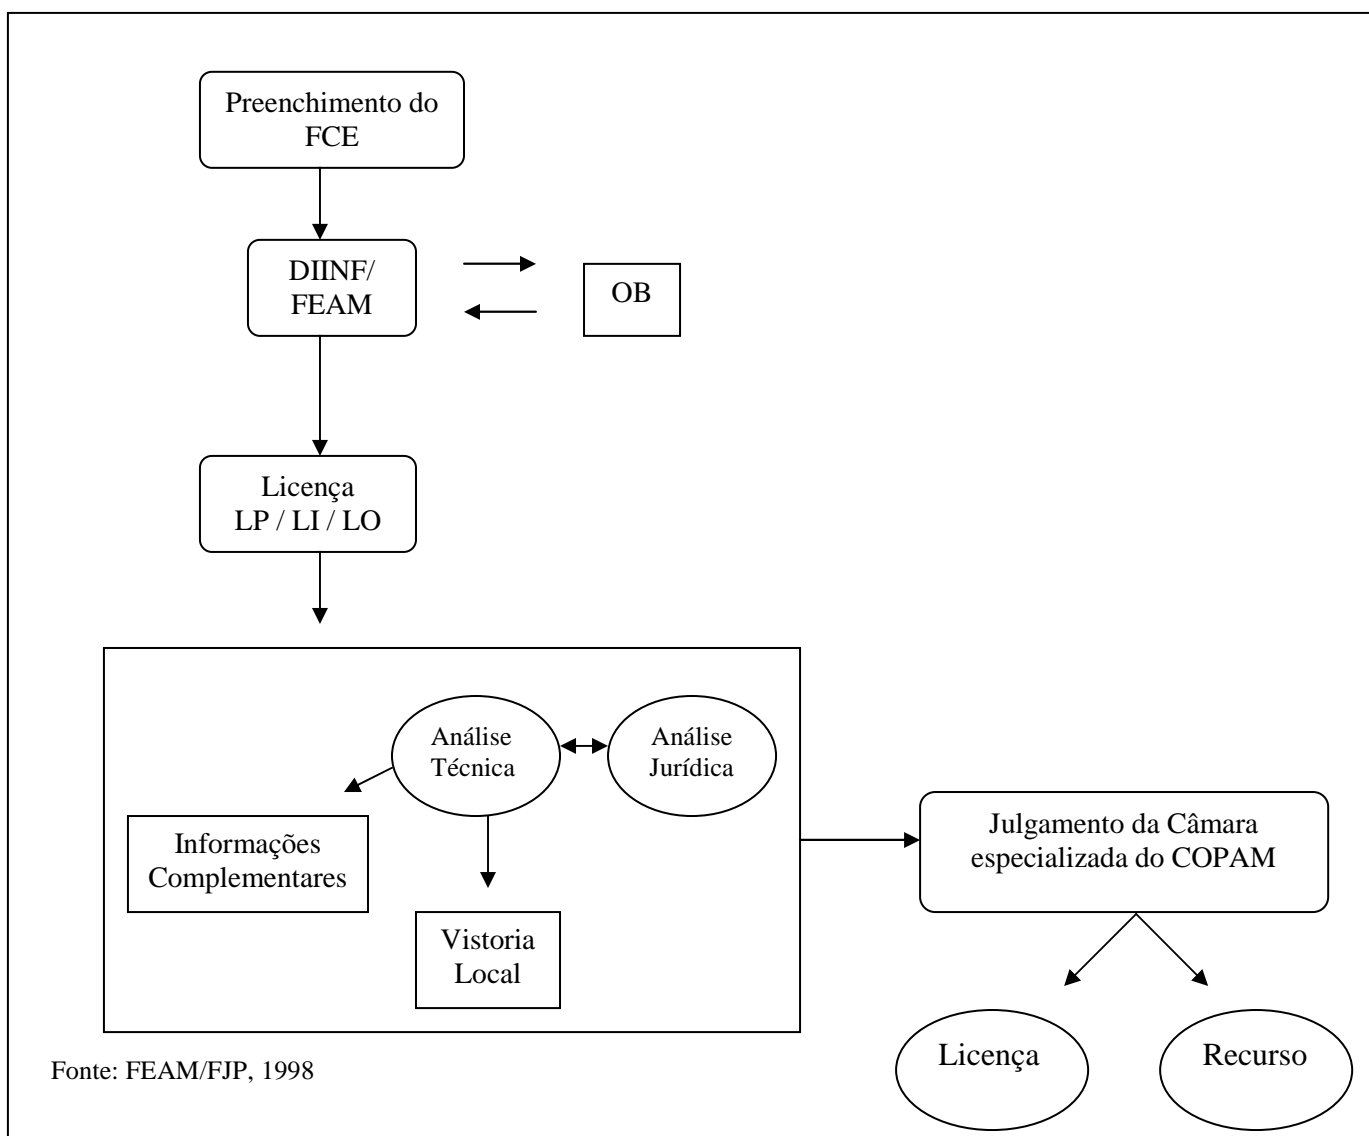 Preenchimento do
FCE
DIINF/
FEAM
OB
Licença
LP / LI / LO
Análise
Técnica
Análise
Jurídica
Informações
Complementares
Vistoria
Local
Julgamento da Câmara
especializada do COPAM
Licença
Recurso
Fonte: FEAM/FJP, 1998